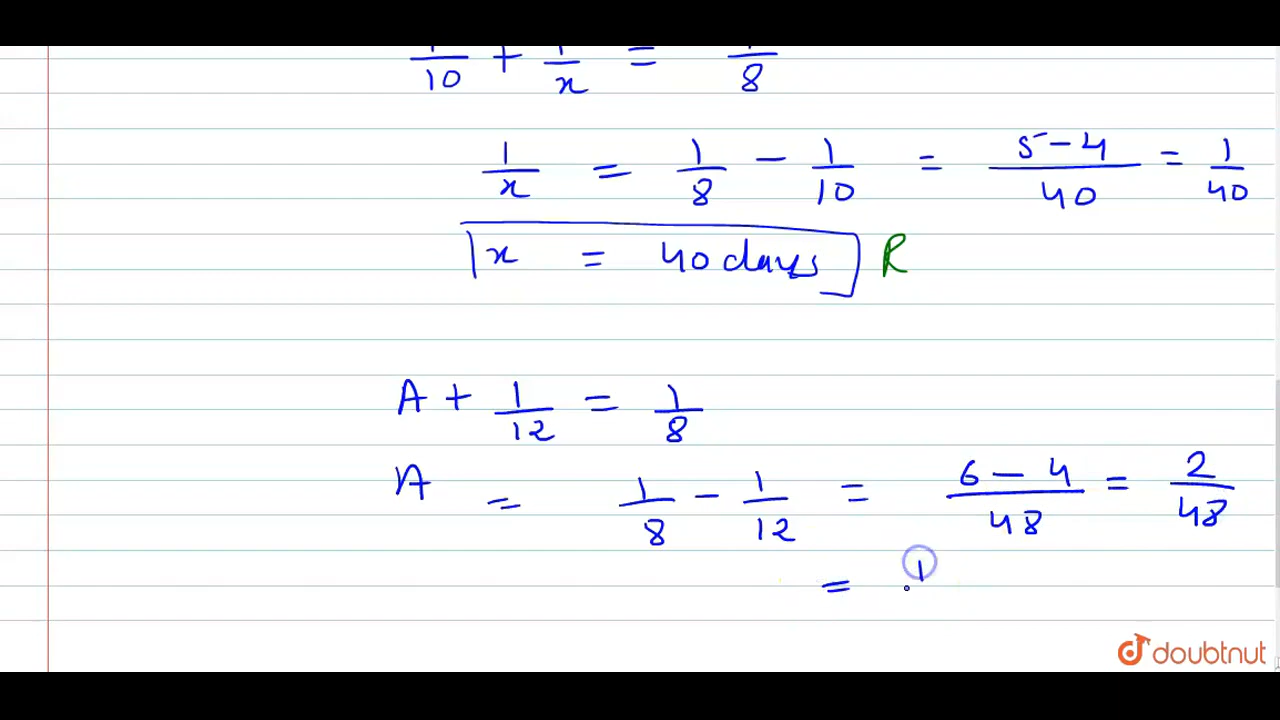 1/10 + 1/x = 1/8
1/x = 1/8 - 1/10 = 5-4/40 = 1/40
x = 40 days R
A + 1/12 = 1/8
A = 1/8 - 1/12 = 6-4/48 = 2/48
= 1
doubtnut